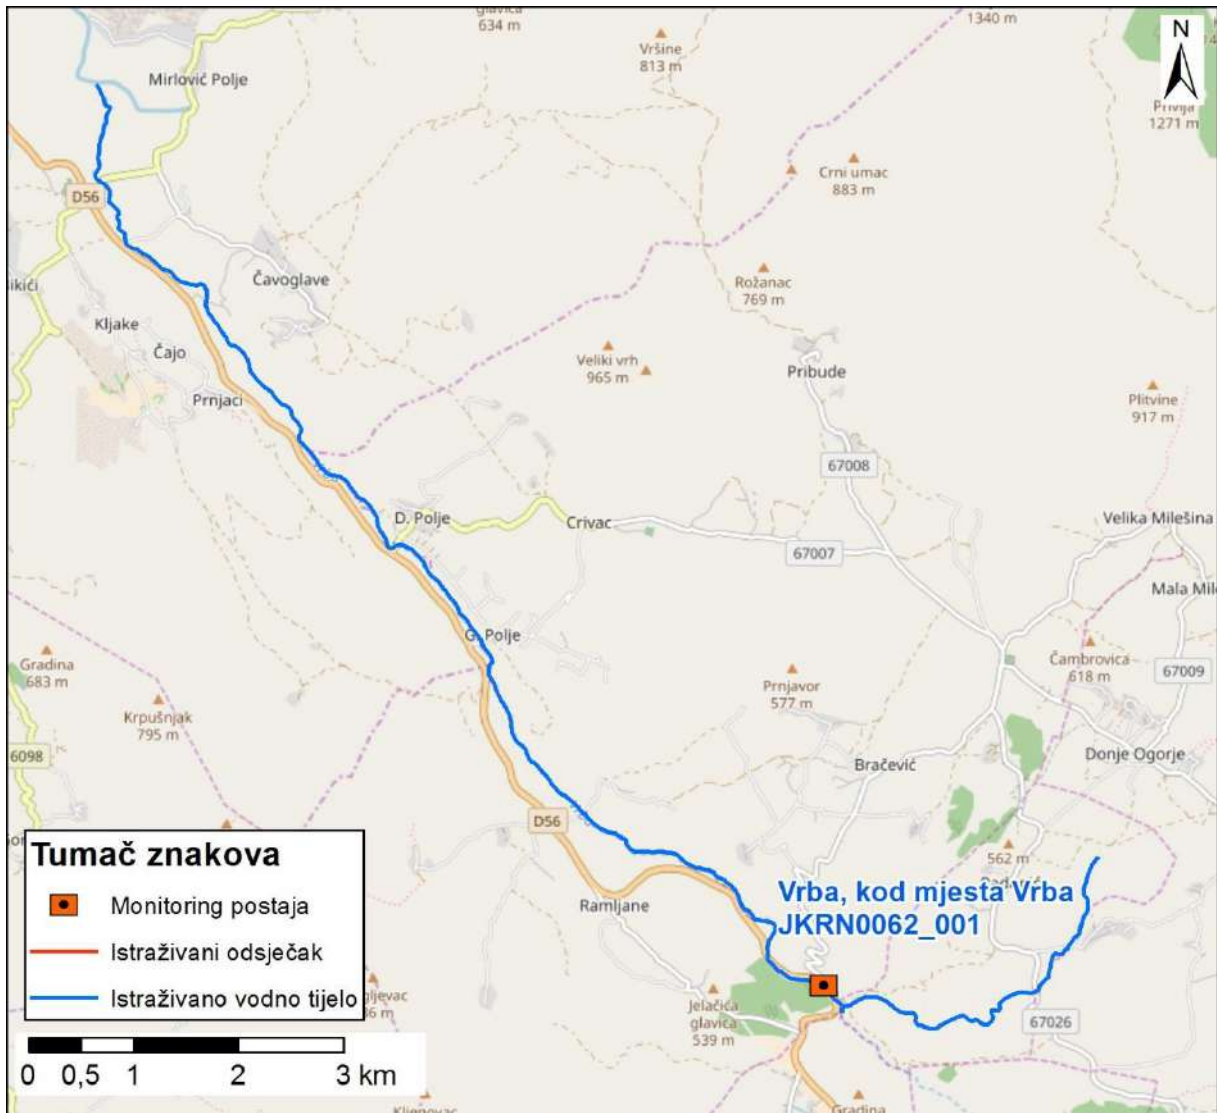 glavica
634 m
1340 m
N
Vršine
813 m
Mirlović Polje
1271 m
Crni umac
883 m
D56
Čavoglave
Rožanac
769 m
Kljake
Čajo
Veliki vrh
965 m
Pribude
Prnjaci
Plitvine
917 m
67008
D. Polje
Crivac
67007
Velika Milešina
Mala
G. Polje
Gradina
683 m
Čambrovica
618 m
67009
Prnjavor
577 m
Krpušnjak
795 m
6098
Bračević
Donje Ogorje
D56
562 m
Tumač znakova
Monitoring postaja
Istraživani odsječak
Istraživano vodno tijelo
Ramljane
Vrba, kod mjesta Vrba
JKRN0062_001
Jelačića
glavica
539 m
67026
0 0,5 1 2 3 km
Gradina